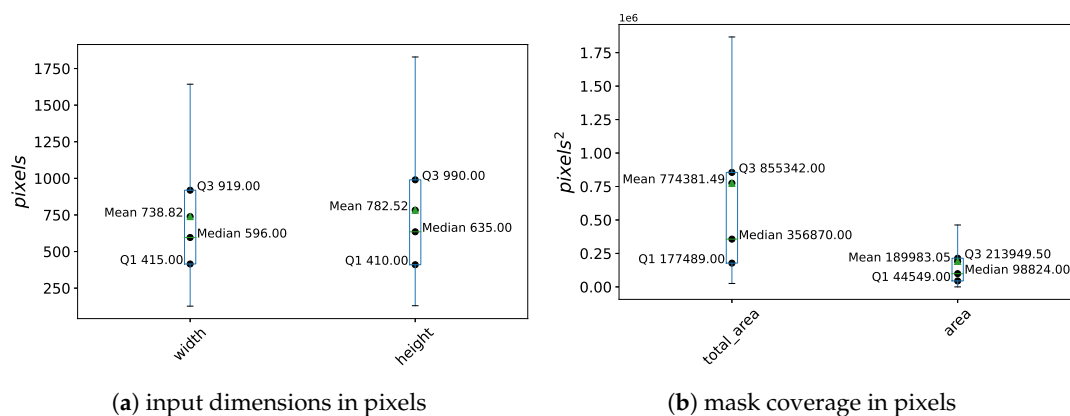 pixels
1750
1500
1250
1000
750
500
250
Q3 919.00
Mean 738.82
Median 596.00
Q1 415.00
Q3 990.00
Mean 782.52
Median 635.00
Q1 410.00
width
height
(a) input dimensions in pixels
1e6
pixels²
1.75
1.50
1.25
1.00
0.75
0.50
0.25
0.00
Q3 855342.00
Mean 774381.49
Median 356870.00
Q1 177489.00
Mean 189983.05
Q3 213949.50
Median 98824.00
Q1 44549.00
total_area
area
(b) mask coverage in pixels